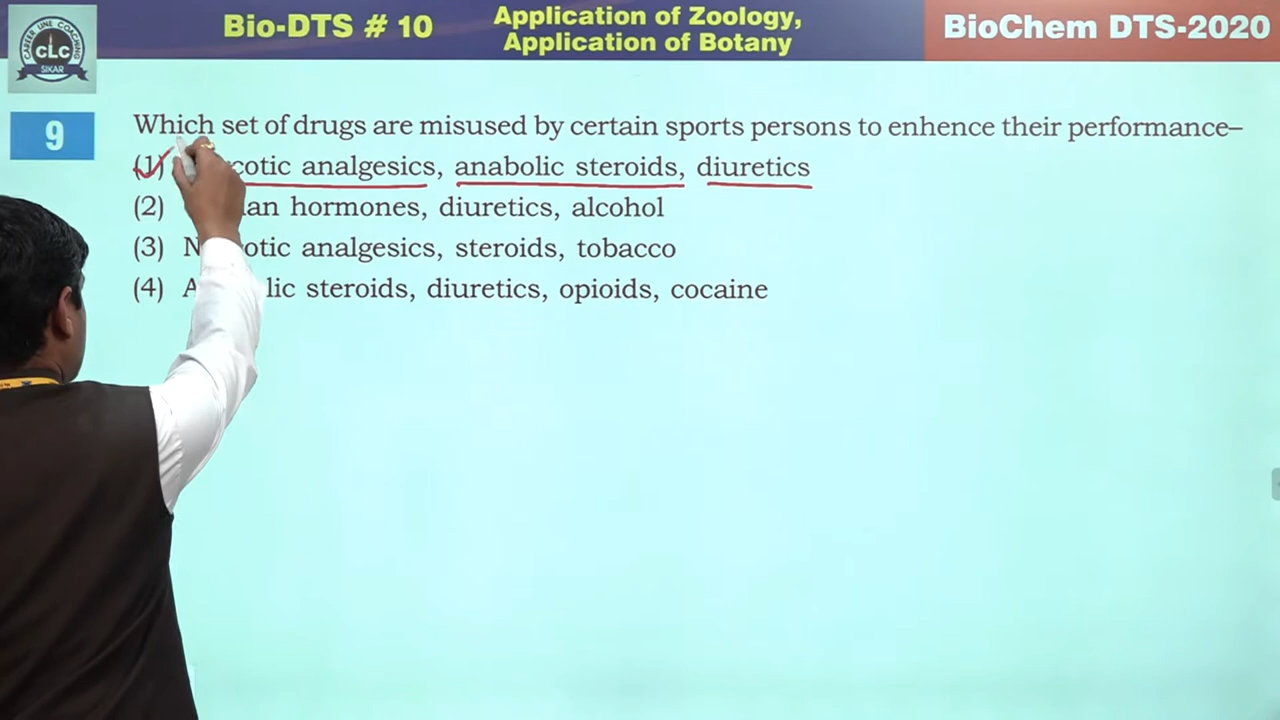 Bio-DTS # 10
Application of Zoology,
Application of Botany
BioChem DTS-2020
CAREER LINE COACHING
CLC
SIKAR
9
Which set of drugs are misused by certain sports persons to enhence their performance–
(1) cotic analgesics, anabolic steroids, diuretics
(2) an hormones, diuretics, alcohol
(3) N otic analgesics, steroids, tobacco
(4) A lic steroids, diuretics, opioids, cocaine